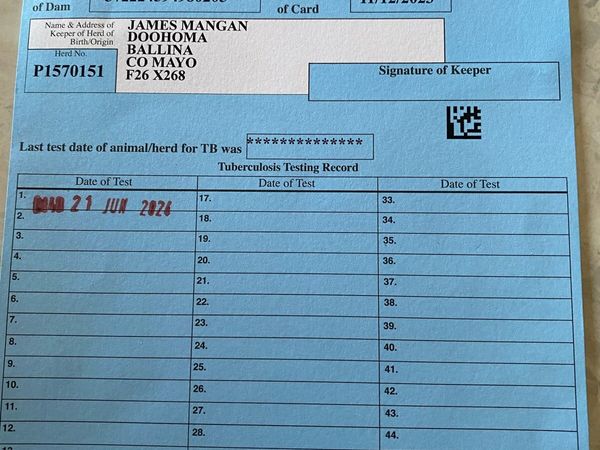 of Dam
of Card
Name & Address of
Keeper of Herd of
Birth/Origin
JAMES MANGAN
DOOHOMA
BALLINA
CO MAYO
F26 X268
Herd No.
P1570151
Signature of Keeper
Last test date of animal/herd for TB was **************
Tuberculosis Testing Record
Date of Test Date of Test Date of Test
1. 21 JUN 17. 33.
2. 18. 34.
3. 19. 35.
4. 20. 36.
5. 21. 37.
6. 22. 38.
7. 23. 39.
8. 24. 40.
9. 25. 41.
10. 26. 42.
11. 27. 43.
12. 28. 44.